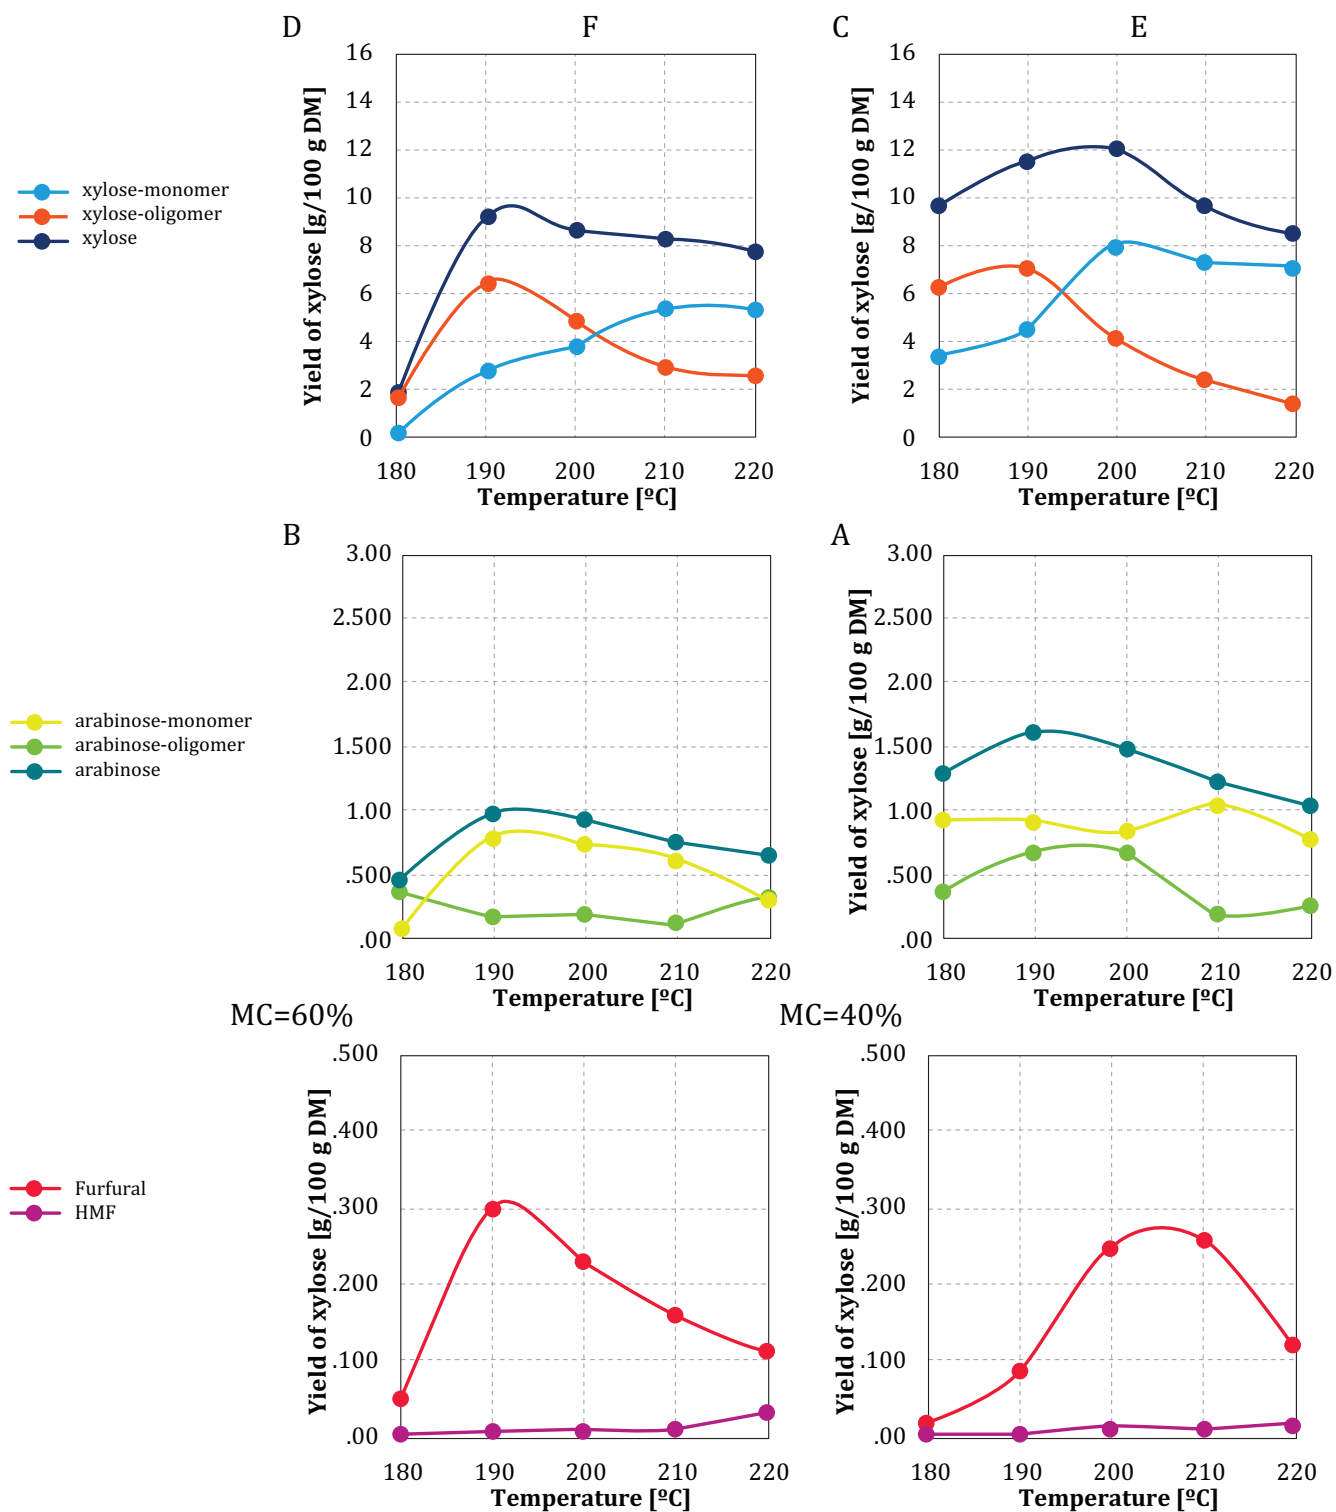 D
F
C
E
16
14
12
10
8
6
4
2
0
Yield of xylose [g/100 g DM]
180 190 200 210 220
Temperature [ºC]
16
14
12
10
8
6
4
2
0
Yield of xylose [g/100 g DM]
180 190 200 210 220
Temperature [ºC]
xylose-monomer
xylose-oligomer
xylose
B
A
3.00
2.500
2.00
1.500
1.00
.500
.00
180 190 200 210 220
Temperature [ºC]
3.00
2.500
2.00
1.500
1.00
.500
.00
Yield of xylose [g/100 g DM]
180 190 200 210 220
Temperature [ºC]
arabinose-monomer
arabinose-oligomer
arabinose
MC=60%
MC=40%
.500
.400
.300
.200
.100
.00
Yield of xylose [g/100 g DM]
180 190 200 210 220
Temperature [ºC]
.500
.400
.300
.200
.100
.00
Yield of xylose [g/100 g DM]
180 190 200 210 220
Temperature [ºC]
Furfural
HMF